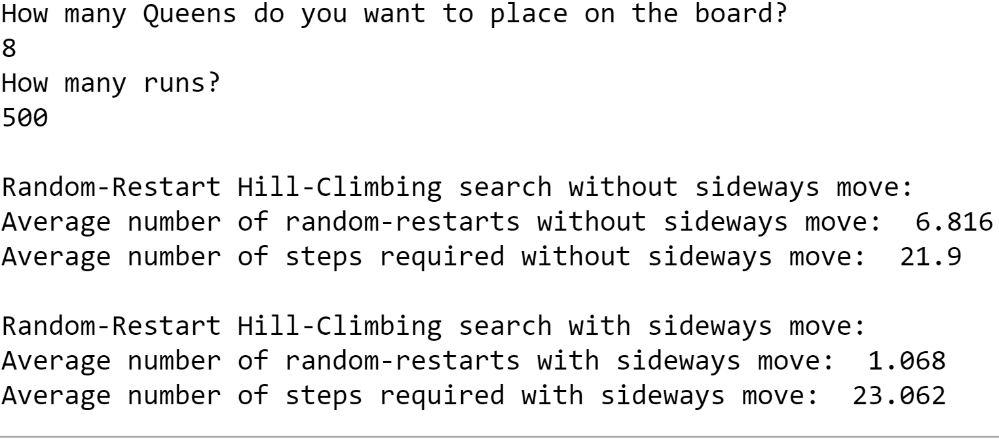 How many Queens do you want to place on the board?
8
How many runs?
500
Random-Restart Hill-Climbing search without sideways move:
Average number of random-restarts without sideways move:  6.816
Average number of steps required without sideways move:  21.9
Random-Restart Hill-Climbing search with sideways move:
Average number of random-restarts with sideways move:  1.068
Average number of steps required with sideways move:  23.062